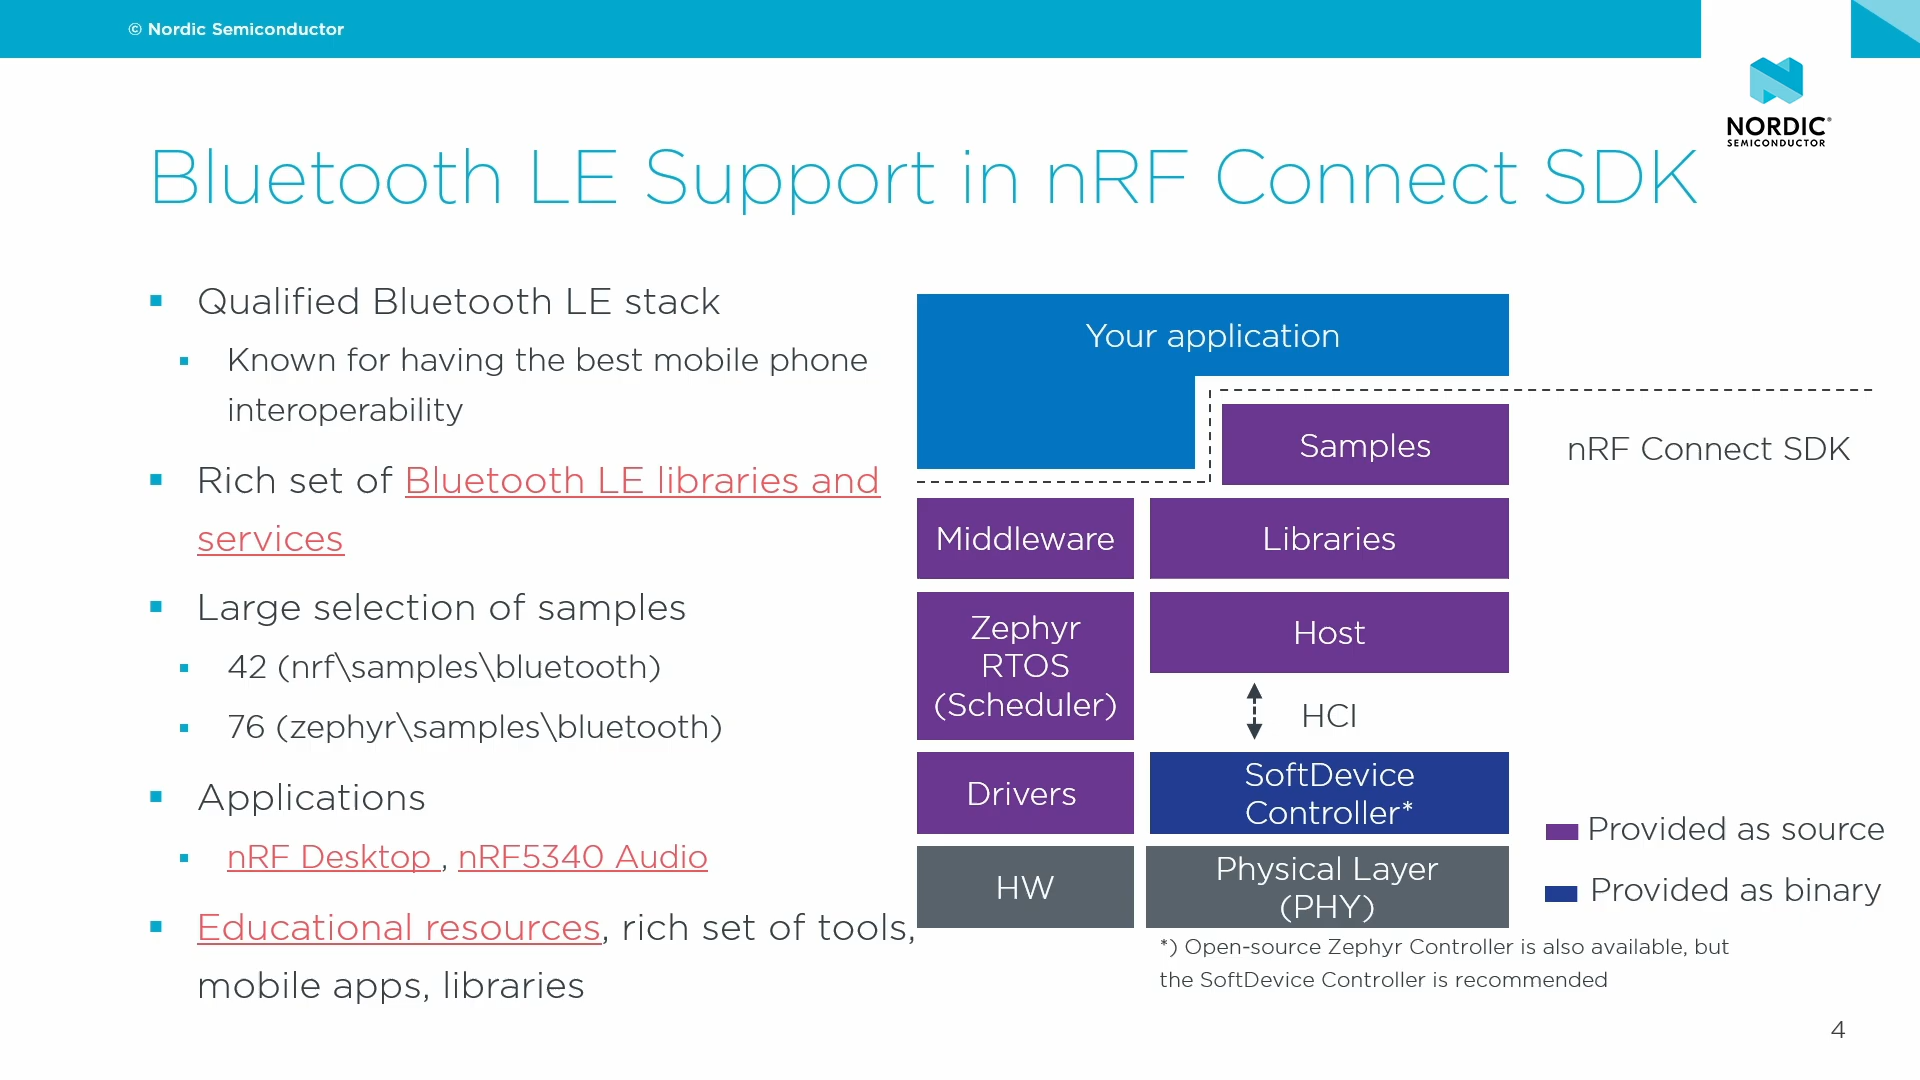 © Nordic Semiconductor
NORDIC®
SEMICONDUCTOR
Bluetooth LE Support in nRF Connect SDK
▪ Qualified Bluetooth LE stack
▪ Known for having the best mobile phone
interoperability
▪ Rich set of Bluetooth LE libraries and
services
▪ Large selection of samples
▪ 42 (nrf\samples\bluetooth)
▪ 76 (zephyr\samples\bluetooth)
▪ Applications
▪ nRF Desktop , nRF5340 Audio
▪ Educational resources, rich set of tools,
mobile apps, libraries
Your application
Samples
nRF Connect SDK
Middleware
Libraries
Zephyr
RTOS
(Scheduler)
Host
HCI
Drivers
SoftDevice
Controller*
HW
Physical Layer
(PHY)
Provided as source
Provided as binary
*) Open-source Zephyr Controller is also available, but
the SoftDevice Controller is recommended
4